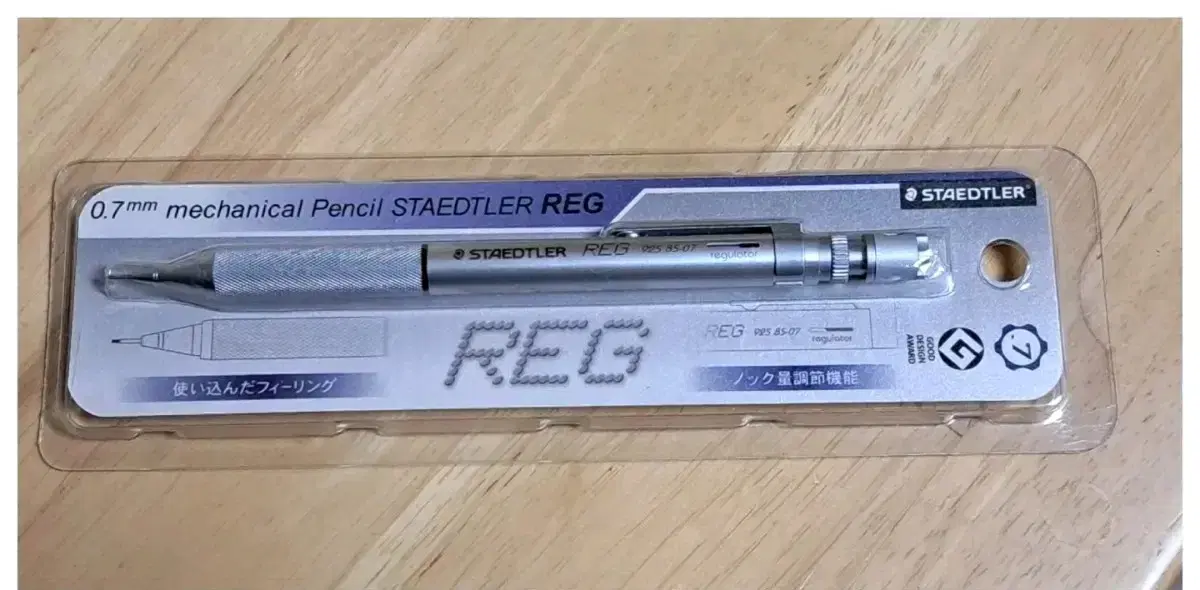 0.7mm mechanical Pencil STAEDTLER REG
STAEDTLER
STAEDTLER REG 925 85-07
regulator
REG
REG 925 85-07
regulator
GOOD
DESIGN
AWARD
G
.7
使い込んだフィーリング
ノック量調節機能